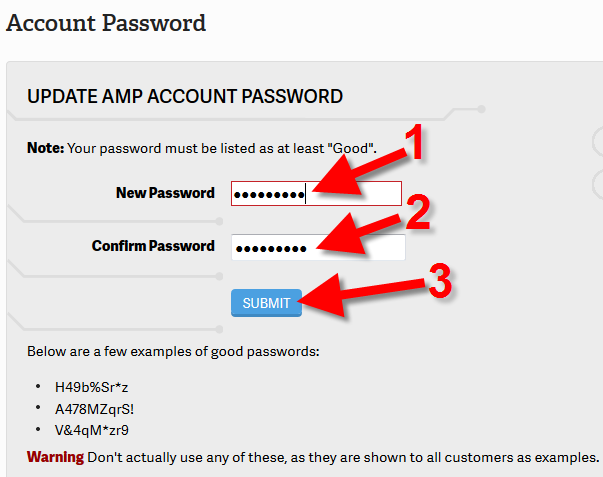 Account Password
UPDATE AMP ACCOUNT PASSWORD
Note: Your password must be listed as at least "Good".
1
New Password •••••••••
2
Confirm Password •••••••••
3
SUBMIT
Below are a few examples of good passwords:
• H49b%Sr*z
• A478MZqrS!
• V&4qM*zr9
Warning Don't actually use any of these, as they are shown to all customers as examples.